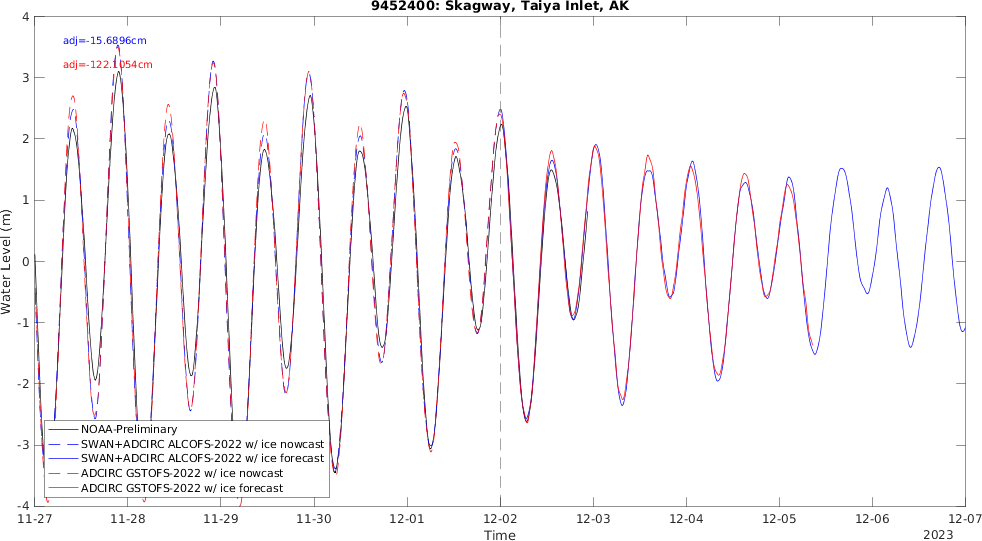 9452400: Skagway, Taiya Inlet, AK
adj=-15.6896cm
adj=-122.1054cm
Water Level (m)
4
3
2
1
0
-1
-2
-3
-4
NOAA-Preliminary
SWAN+ADCIRC ALCOFS-2022 w/ ice nowcast
SWAN+ADCIRC ALCOFS-2022 w/ ice forecast
ADCIRC GSTOFS-2022 w/ ice nowcast
ADCIRC GSTOFS-2022 w/ ice forecast
11-27 11-28 11-29 11-30 12-01 12-02 12-03 12-04 12-05 12-06 12-07
Time
2023